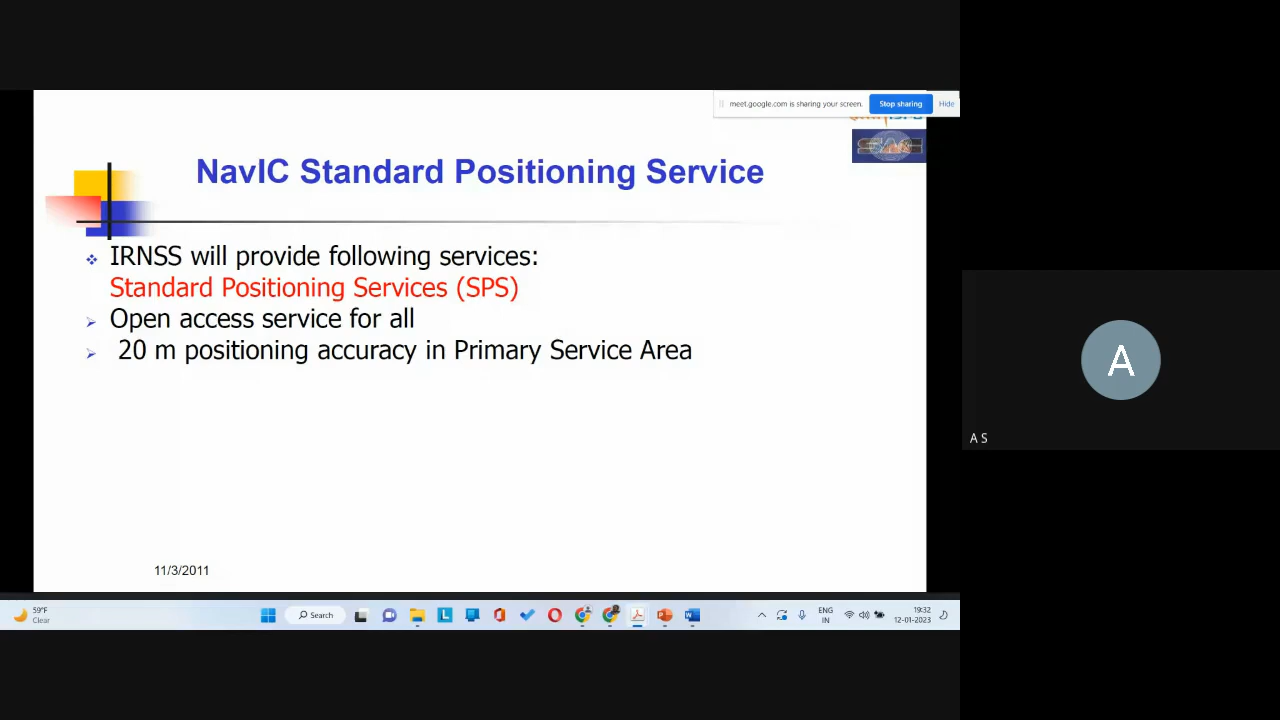 meet.google.com is sharing your screen.
Stop sharing
Hide
NavIC Standard Positioning Service
IRNSS will provide following services:
Standard Positioning Services (SPS)
Open access service for all
20 m positioning accuracy in Primary Service Area
11/3/2011
A
A S
59°F
Clear
Search
ENG
IN
19:32
12-01-2023